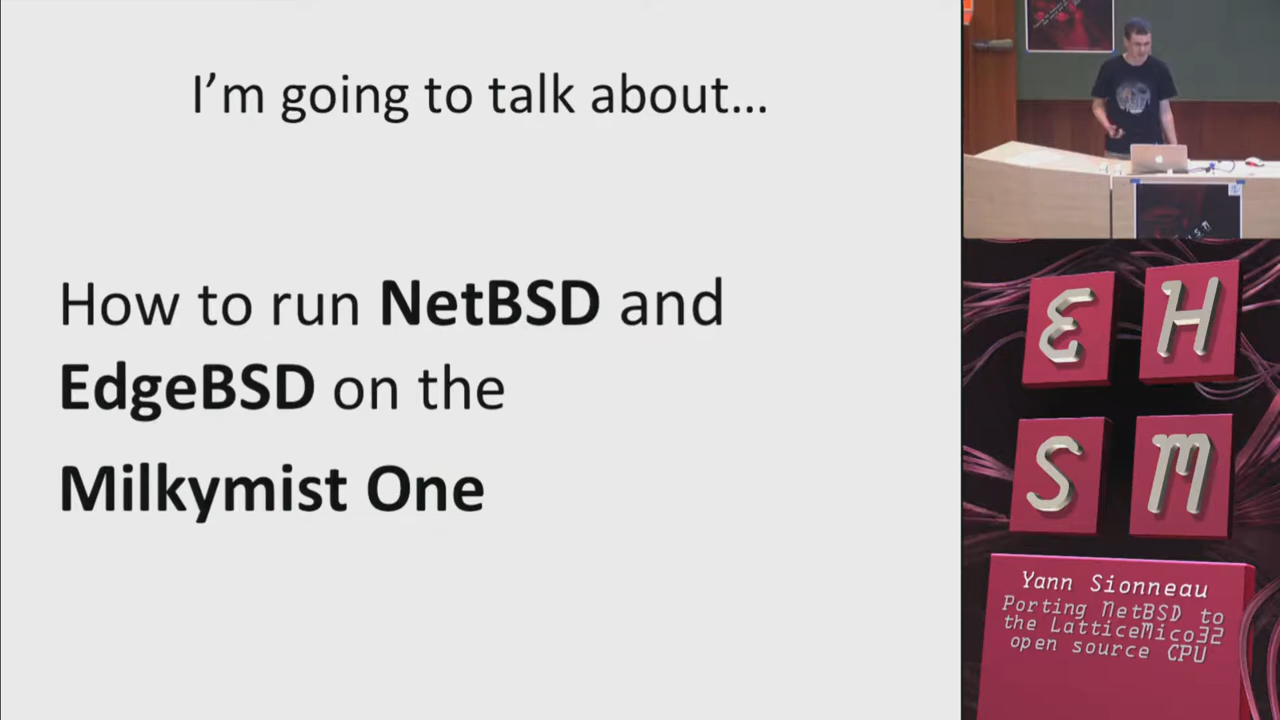 I'm going to talk about…
How to run NetBSD and
EdgeBSD on the
Milkymist One
E H
S M
Yann Sionneau
Porting NetBSD to
the LatticeMico32
open source CPU